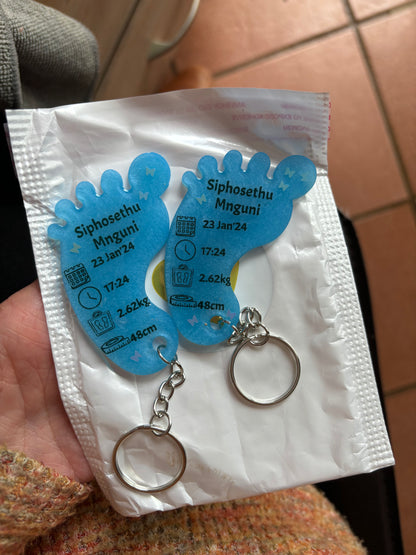 Siphosethu
Mnguni
23 Jan'24
17:24
2.62kg
48cm
Siphosethu
Mnguni
23 Jan'24
17:24
2.62kg
48cm